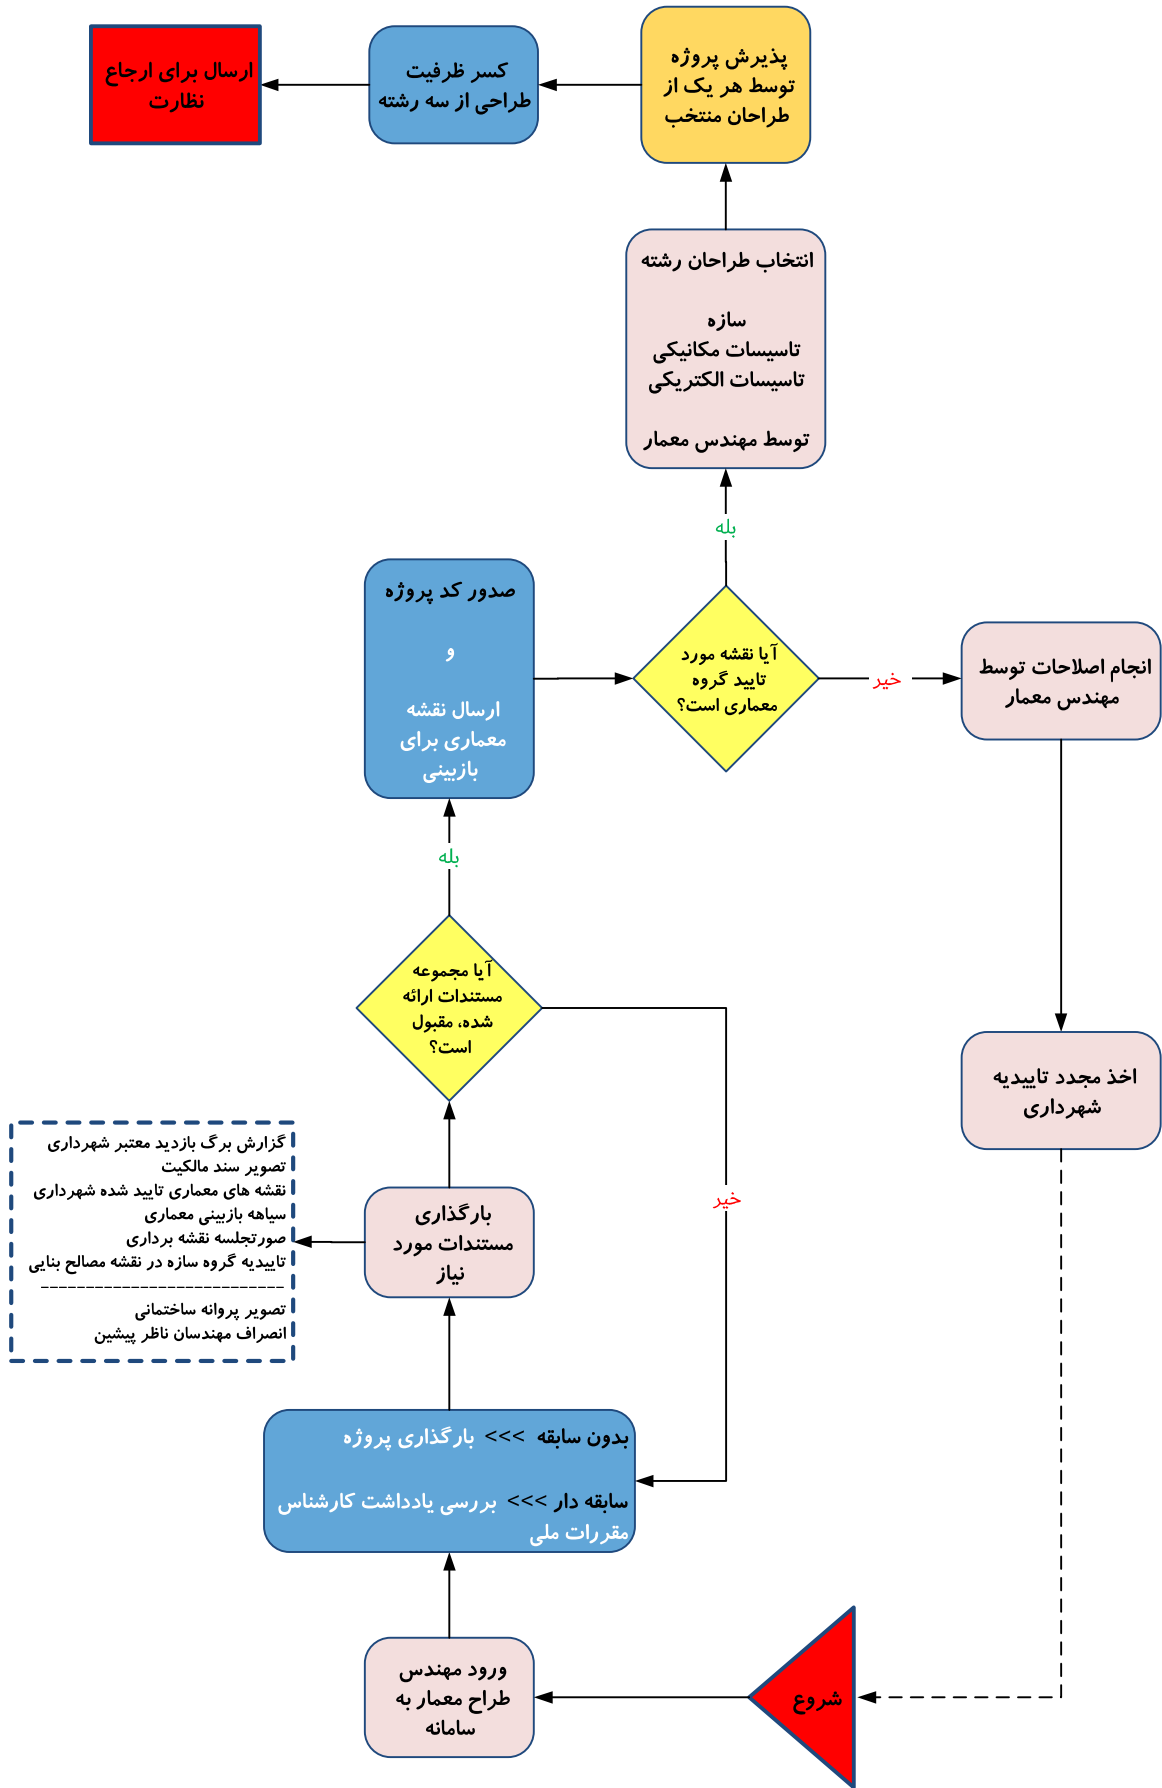 ارسال برای ارجاع
نظارت
کسر ظرفیت
طراحی از سه رشته
پذیرش پروژه
توسط هر یک از
طراحان منتخب
انتخاب طراحان رشته
سازه
تاسیسات مکانیکی
تاسیسات الکتریکی
توسط مهندس معمار
بله
صدور کد پروژه
و
ارسال نقشه
معماری برای
بازبینی
آیا نقشه مورد
تایید گروه
معماری است؟
خیر
انجام اصلاحات توسط
مهندس معمار
بله
آیا مجموعه
مستندات ارائه
شده، مقبول
است؟
اخذ مجدد تاییدیه
شهرداری
خیر
گزارش برگ بازدید معتبر شهرداری
تصویر سند مالکیت
نقشه های معماری تایید شده شهرداری
سیاهه بازبینی معماری
صورتجلسه نقشه برداری
تاییدیه گروه سازه در نقشه مصالح بنایی
---------------------------
تصویر پروانه ساختمانی
انصراف مهندسان ناظر پیشین
بارگذاری
مستندات مورد
نیاز
بدون سابقه >>> بارگذاری پروژه
سابقه دار >>> بررسی یادداشت کارشناس
مقررات ملی
ورود مهندس
طراح معمار به
سامانه
شروع